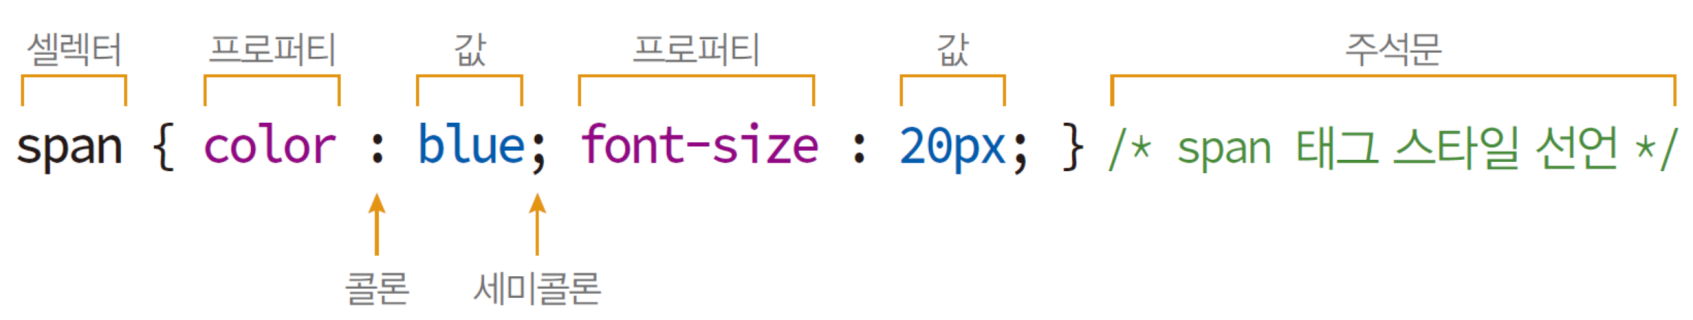 셀렉터 프로퍼티 값 프로퍼티 값 주석문
span { color : blue; font-size : 20px; } /* span 태그 스타일 선언 */
콜론 세미콜론